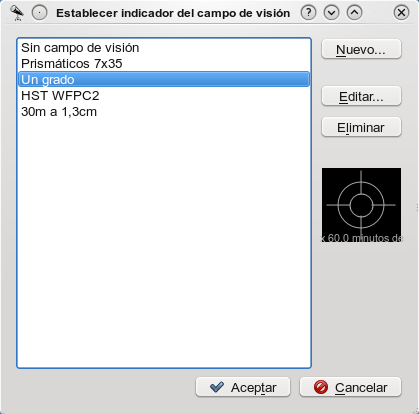 Establecer indicador del campo de visión
Sin campo de visión
Prismáticos 7x35
Un grado
HST WFPC2
30m a 1,3cm
Nuevo...
Editar...
Eliminar
x 60,0 minutos de
Aceptar
Cancelar